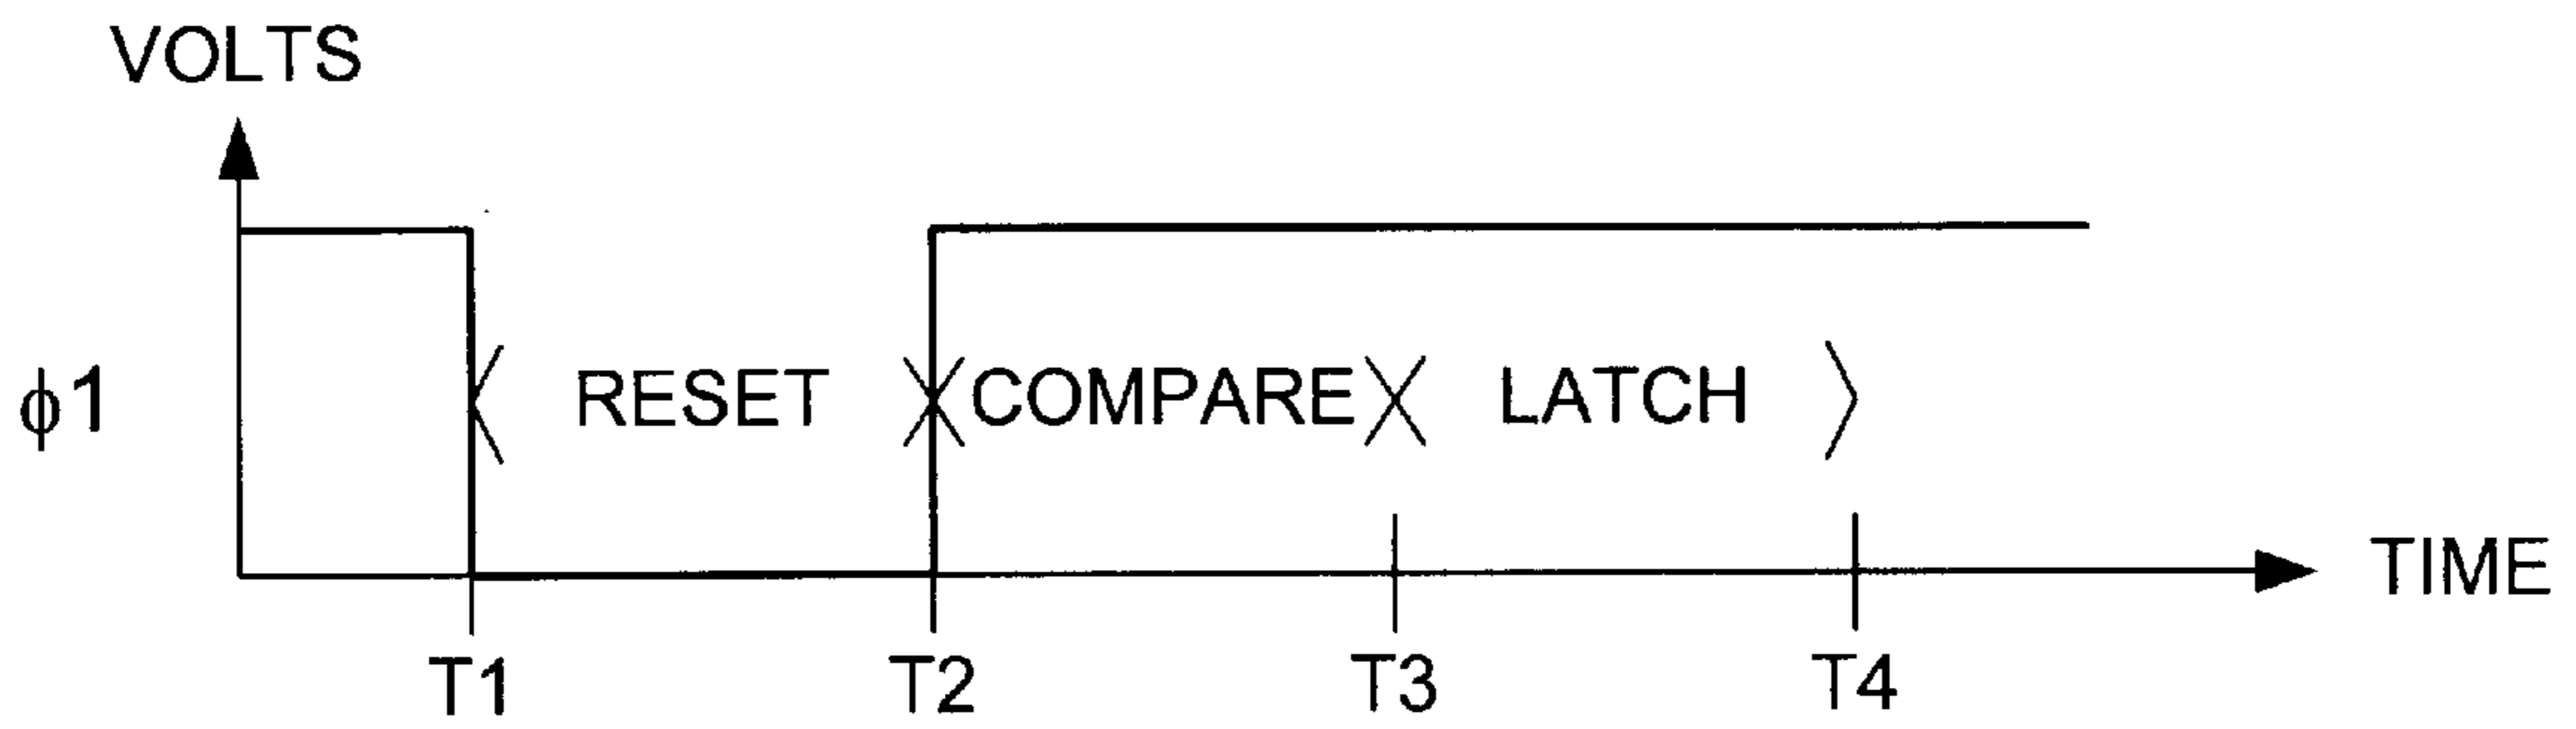 VOLTS
ϕ1
RESET COMPARE LATCH
TIME
T1 T2 T3 T4